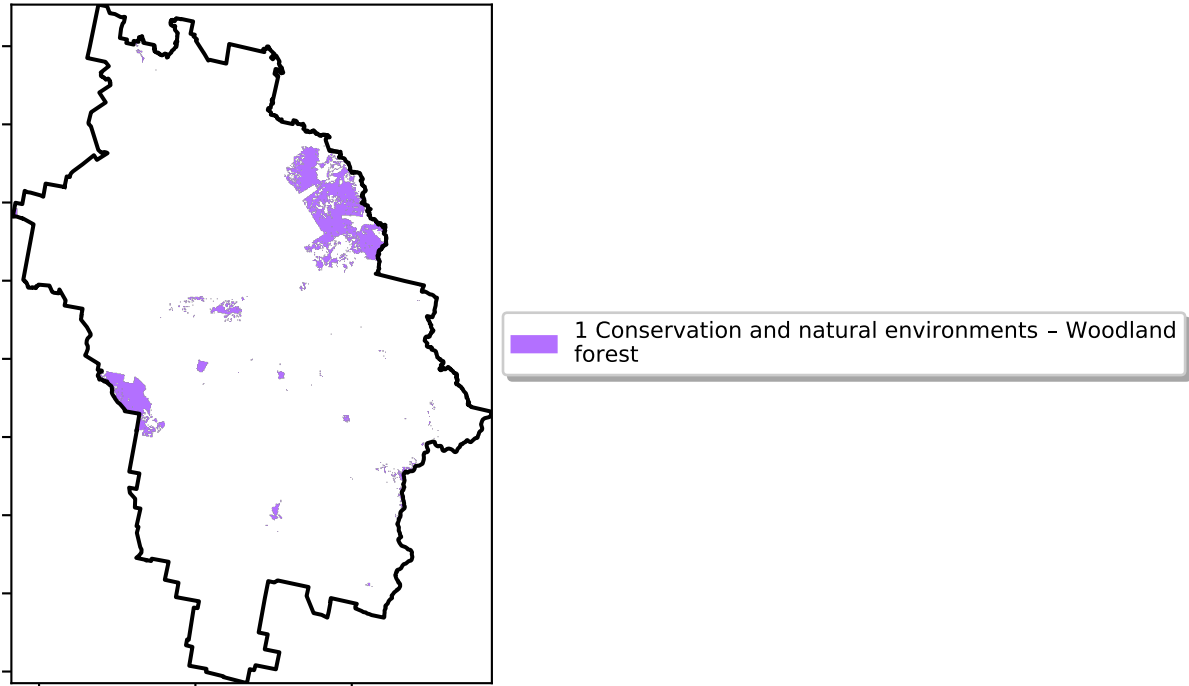 1 Conservation and natural environments – Woodland
forest